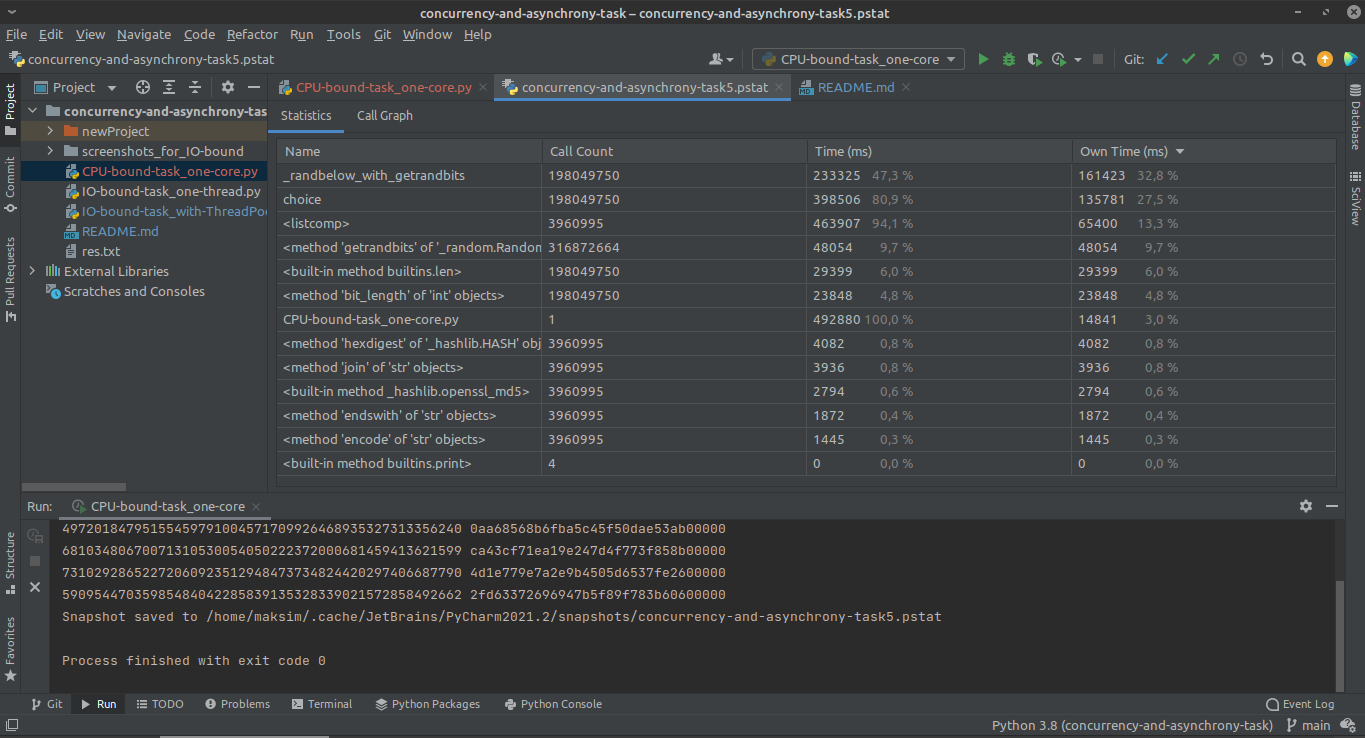 concurrency-and-asynchrony-task – concurrency-and-asynchrony-task5.pstat
File Edit View Navigate Code Refactor Run Tools Git Window Help
concurrency-and-asynchrony-task5.pstat
CPU-bound-task_one-core
Git:
Project
CPU-bound-task_one-core.py
concurrency-and-asynchrony-task5.pstat
README.md
concurrency-and-asynchrony-tas
newProject
screenshots_for_IO-bound
CPU-bound-task_one-core.py
IO-bound-task_one-thread.py
IO-bound-task_with-ThreadPoo
README.md
res.txt
External Libraries
Scratches and Consoles
Project
Commit
Pull Requests
Structure
Favorites
Database
SciView
Statistics Call Graph
Name Call Count Time (ms) Own Time (ms)
_randbelow_with_getrandbits 198049750 233325 47,3 % 161423 32,8 %
choice 198049750 398506 80,9 % 135781 27,5 %
<listcomp> 3960995 463907 94,1 % 65400 13,3 %
<method 'getrandbits' of '_random.Random 316872664 48054 9,7 % 48054 9,7 %
<built-in method builtins.len> 198049750 29399 6,0 % 29399 6,0 %
<method 'bit_length' of 'int' objects> 198049750 23848 4,8 % 23848 4,8 %
CPU-bound-task_one-core.py 1 492880 100,0 % 14841 3,0 %
<method 'hexdigest' of '_hashlib.HASH' obj 3960995 4082 0,8 % 4082 0,8 %
<method 'join' of 'str' objects> 3960995 3936 0,8 % 3936 0,8 %
<built-in method _hashlib.openssl_md5> 3960995 2794 0,6 % 2794 0,6 %
<method 'endswith' of 'str' objects> 3960995 1872 0,4 % 1872 0,4 %
<method 'encode' of 'str' objects> 3960995 1445 0,3 % 1445 0,3 %
<built-in method builtins.print> 4 0 0,0 % 0 0,0 %
Run: CPU-bound-task_one-core
49720184795155459791004571709926468935327313356240 0aa68568b6fba5c45f50dae53ab00000
68103480670071310530054050222372000681459413621599 ca43cf71ea19e247d4f773f858b00000
73102928652272060923512948473734824420297406687790 4d1e779e7a2e9b4505d6537fe2600000
59095447035985484042285839135328339021572858492662 2fd63372696947b5f89f783b60600000
Snapshot saved to /home/maksim/.cache/JetBrains/PyCharm2021.2/snapshots/concurrency-and-asynchrony-task5.pstat
Process finished with exit code 0
Git Run TODO Problems Terminal Python Packages Python Console Event Log
Python 3.8 (concurrency-and-asynchrony-task) main